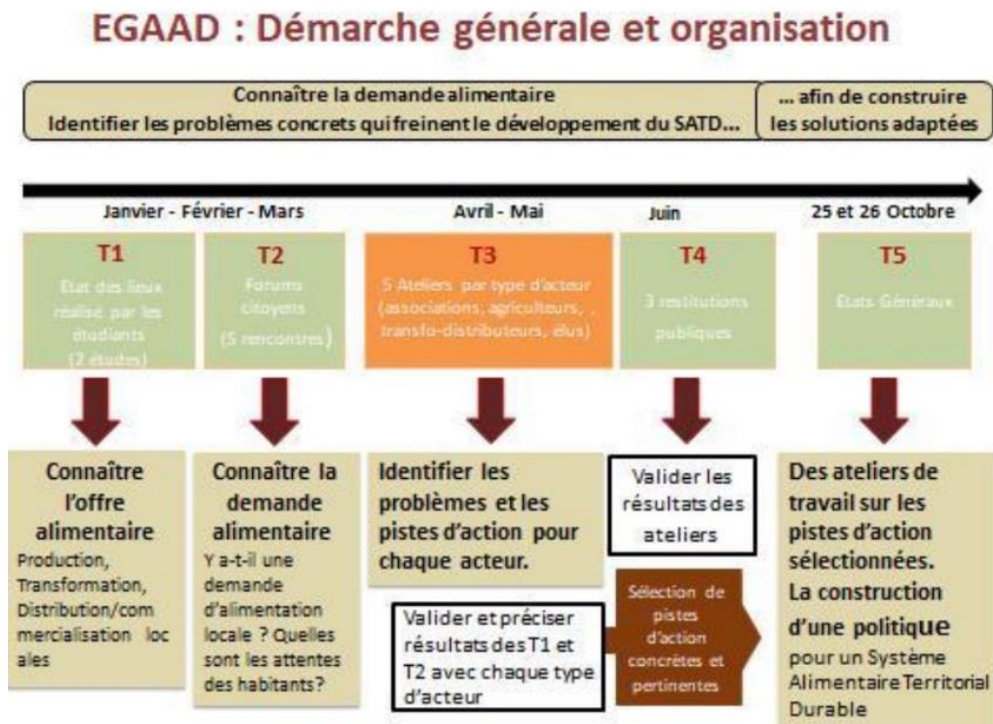 EGAAD : Démarche générale et organisation
Connaître la demande alimentaire
Identifier les problèmes concrets qui freinent le développement du SATD...
... afin de construire
les solutions adaptées
Janvier - Février - Mars
Avril - Mai
Juin
25 et 26 Octobre
T1
Etat des lieux
réalisé par les
étudiants
(2 études)
T2
Forums
citoyens
(5 rencontres)
T3
5 Ateliers par type d'acteur
(associations, agriculteurs, ,
transfo-distributeurs, élus)
T4
3 restitutions
publiques
T5
Etats Généraux
Connaître
l'offre
alimentaire
Production,
Transformation,
Distribution/com
mercialisation loc
ales
Connaître la
demande
alimentaire
Y a-t-il une
demande
d'alimentation
locale ? Quelles
sont les attentes
des habitants?
Identifier les
problèmes et les
pistes d'action pour
chaque acteur.
Valider et préciser
résultats des T1 et
T2 avec chaque type
d'acteur
Valider les
résultats des
ateliers
Sélection de
pistes
d'action
concrètes et
pertinentes
Des ateliers de
travail sur les
pistes d'action
sélectionnées.
La construction
d'une politique
pour un Système
Alimentaire Territorial
Durable